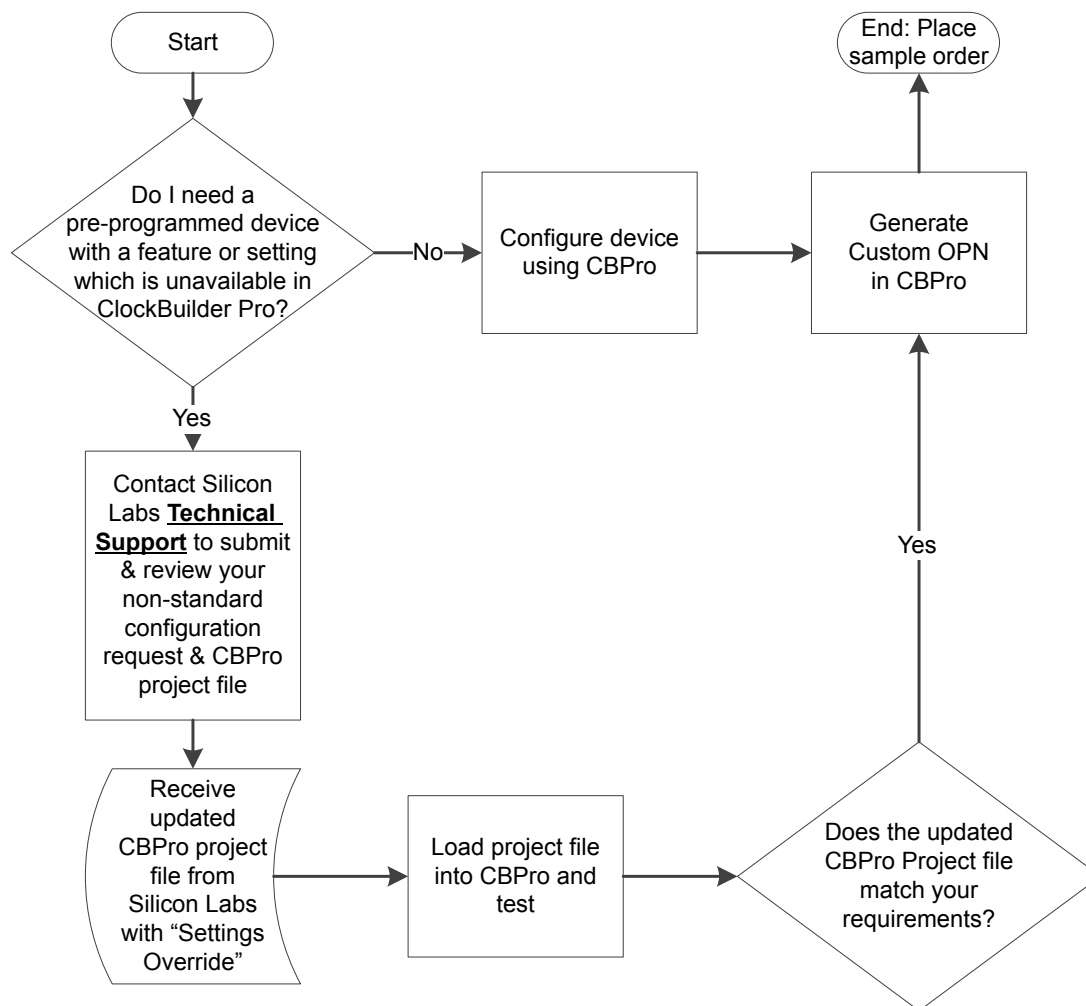 Start
End: Place
sample order
Do I need a
pre-programmed device
with a feature or setting
which is unavailable in
ClockBuilder Pro?
No
Configure device
using CBPro
Generate
Custom OPN
in CBPro
Yes
Contact Silicon
Labs Technical
Support to submit
& review your
non-standard
configuration
request & CBPro
project file
Yes
Receive
updated
CBPro project
file from
Silicon Labs
with “Settings
Override”
Load project file
into CBPro and
test
Does the updated
CBPro Project file
match your
requirements?